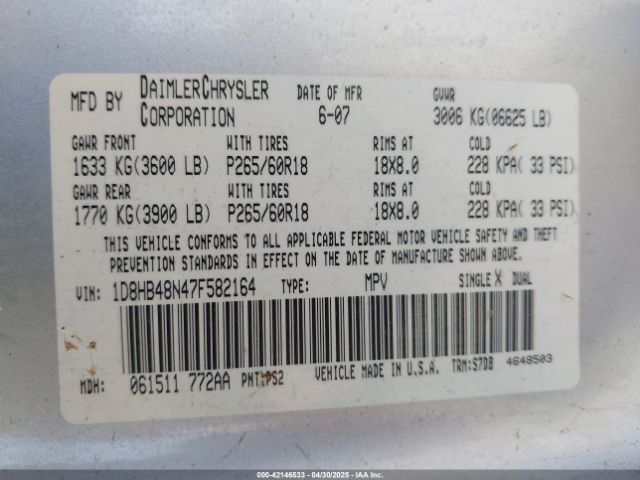 MFD BY DAIMLERCHRYSLER CORPORATION DATE OF MFR 6-07 GVWR 3006 KG(06625 LB)
GAWR FRONT WITH TIRES RIMS AT COLD
1633 KG(3600 LB) P265/60R18 18X8.0 228 KPA( 33 PSI)
GAWR REAR WITH TIRES RIMS AT COLD
1770 KG(3900 LB) P265/60R18 18X8.0 228 KPA( 33 PSI)
THIS VEHICLE CONFORMS TO ALL APPLICABLE FEDERAL MOTOR VEHICLE SAFETY AND THEFT
PREVENTION STANDARDS IN EFFECT ON THE DATE OF MANUFACTURE SHOWN ABOVE.
VIN: 1D8HB48N47F582164 TYPE: MPV SINGLE X DUAL
MDH: 061511 772AA PNT:PS2 VEHICLE MADE IN U.S.A. TRM:S7DB 4648503
000-42146533 - 04/30/2025 - IAA Inc.